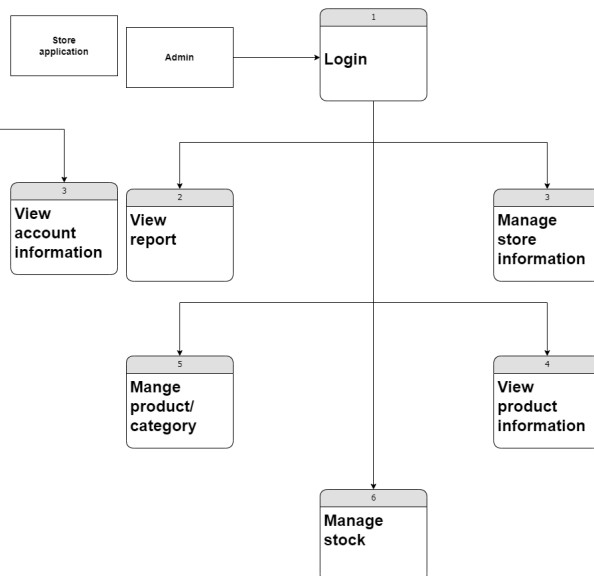 1
Store
application
Admin
Login
3
View
account
information
2
View
report
3
Manage
store
information
5
Mange
product/
category
4
View
product
information
6
Manage
stock